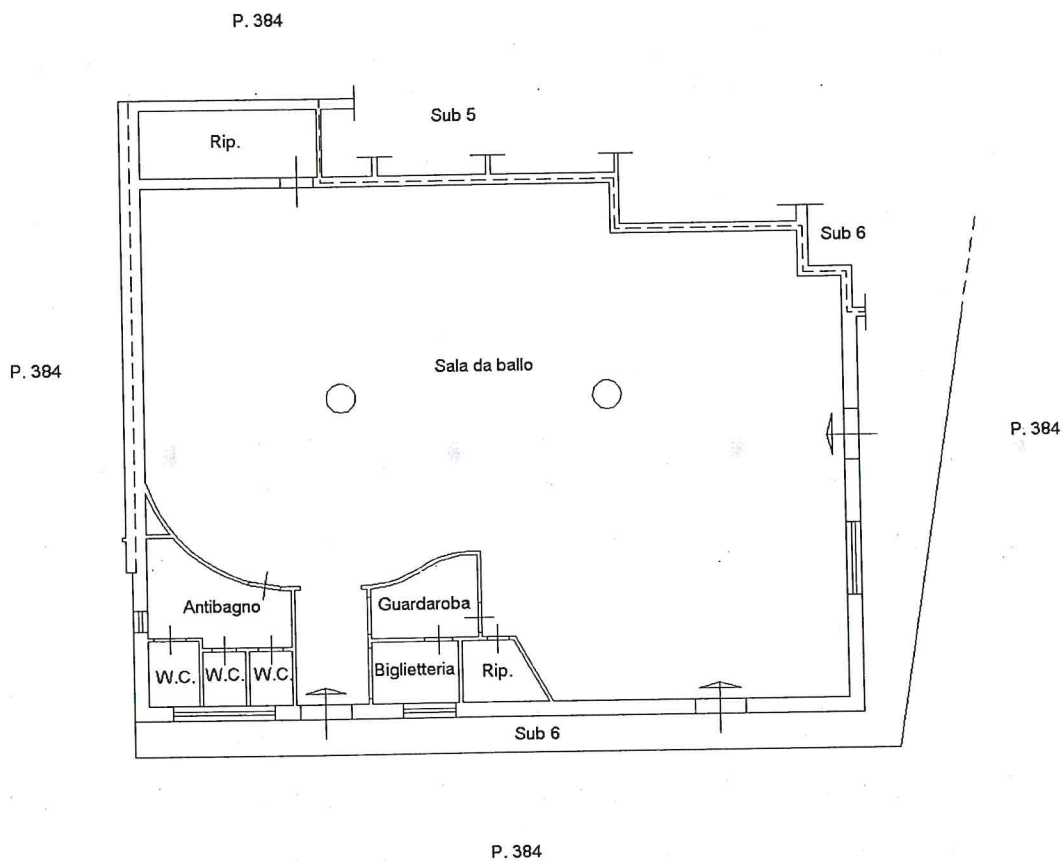 P. 384
Sub 5
Rip.
Sub 6
Sala da ballo
P. 384
P. 384
Antibagno
Guardaroba
W.C.
W.C.
W.C.
Biglietteria
Rip.
Sub 6
P. 384